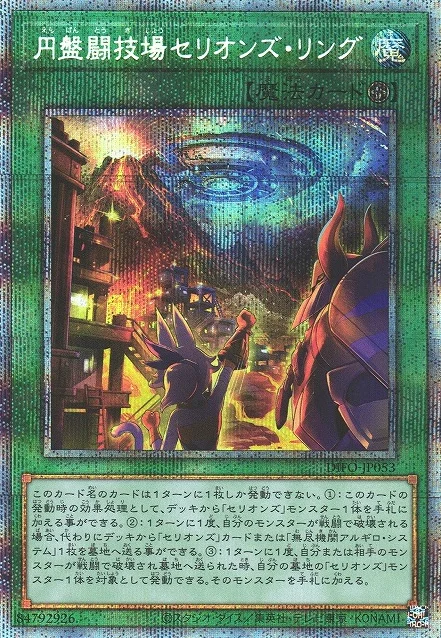 円盤闘技場セリオンズ・リング
魔
【魔法カード】
DIFO-JP053
このカード名のカードは1ターンに1枚しか発動できない。①：このカードの
発動時の効果処理として、デッキから「セリオンズ」モンスター1体を手札に
加える事ができる。②：1ターンに1度、自分のモンスターが戦闘で破壊される
場合、代わりにデッキから「セリオンズ」カードまたは「無尽機関アルギロ・シ
ステム」1枚を墓地へ送る事ができる。③：1ターンに1度、自分または相手のモ
ンスターが戦闘で破壊され墓地へ送られた時、自分の墓地の「セリオンズ」モン
スター1体を対象として発動できる。そのモンスターを手札に加える。
84792926
©スタジオ・ダイス／集英社・テレビ東京・KONAMI